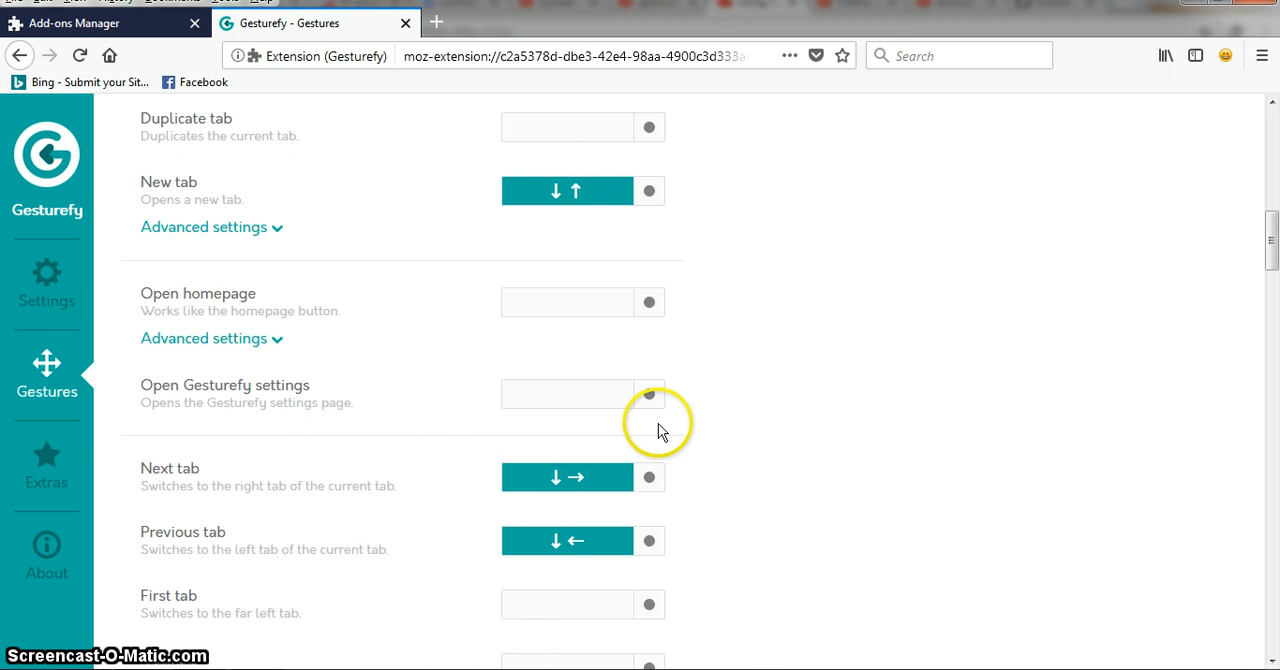 Add-ons Manager
Gesturefy - Gestures
Extension (Gesturefy)
moz-extension://c2a5378d-dbe3-42e4-98aa-4900c3d333a
Search
Bing - Submit your Sit...
Facebook
Gesturefy
Settings
Gestures
Extras
About
Duplicate tab
Duplicates the current tab.
New tab
Opens a new tab.
↓ ↑
Advanced settings
Open homepage
Works like the homepage button.
Advanced settings
Open Gesturefy settings
Opens the Gesturefy settings page.
Next tab
Switches to the right tab of the current tab.
↓ →
Previous tab
Switches to the left tab of the current tab.
↓ ←
First tab
Switches to the far left tab.
Screencast-O-Matic.com